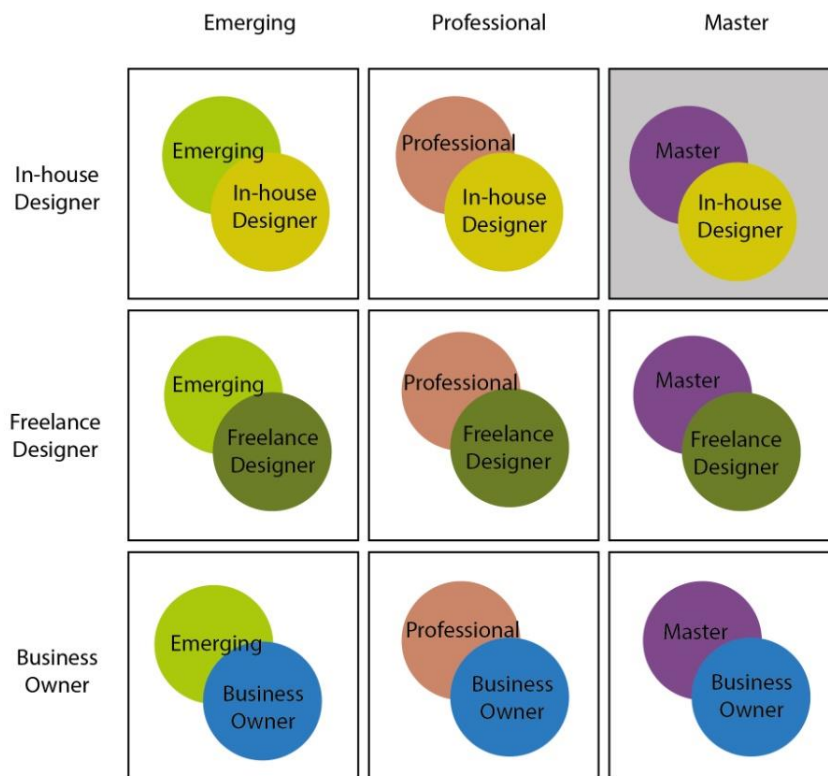 Emerging Professional Master
In-house
Designer
Emerging
In-house
Designer
Professional
In-house
Designer
Master
In-house
Designer
Freelance
Designer
Emerging
Freelance
Designer
Professional
Freelance
Designer
Master
Freelance
Designer
Business
Owner
Emerging
Business
Owner
Professional
Business
Owner
Master
Business
Owner